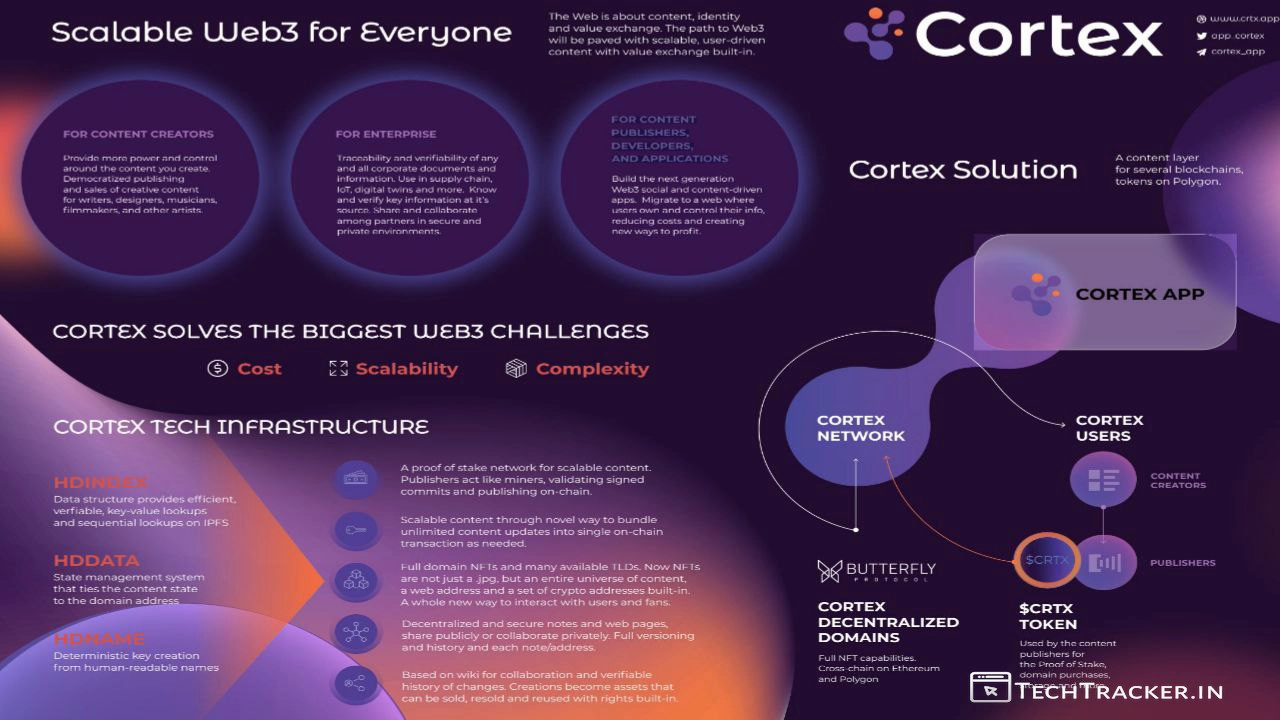 Scalable Web3 for Everyone
The Web is about content, identity
and value exchange. The path to Web3
will be paved with scalable, user-driven
content with value exchange built-in.
Cortex
www.crtx.app
app_cortex
cortex_app
FOR CONTENT CREATORS
Provide more power and control
around the content you create.
Democratized publishing
and sales of creative content
for writers, designers, musicians,
filmmakers, and other artists.
FOR ENTERPRISE
Traceability and verifiability of any
and all corporate documents and
information. Use in supply chain,
IoT, digital twins and more. Know
and verify key information at it's
source. Share and collaborate
among partners in secure and
private environments.
FOR CONTENT
PUBLISHERS,
DEVELOPERS,
AND APPLICATIONS
Build the next generation
Web3 social and content-driven
apps. Migrate to a web where
users own and control their info,
reducing costs and creating
new ways to profit.
Cortex Solution
A content layer
for several blockchains,
tokens on Polygon.
CORTEX APP
CORTEX SOLVES THE BIGGEST WEB3 CHALLENGES
Cost
Scalability
Complexity
CORTEX TECH INFRASTRUCTURE
HDINDEX
Data structure provides efficient,
verfiable, key-value lookups
and sequential lookups on IPFS
HDDATA
State management system
that ties the content state
to the domain address
HDNAME
Deterministic key creation
from human-readable names
A proof of stake network for scalable content.
Publishers act like miners, validating signed
commits and publishing on-chain.
Scalable content through novel way to bundle
unlimited content updates into single on-chain
transaction as needed.
Full domain NFTs and many available TLDs. Now NFTs
are not just a .jpg, but an entire universe of content,
a web address and a set of crypto addresses built-in.
A whole new way to interact with users and fans.
Decentralized and secure notes and web pages,
share publicly or collaborate privately. Full versioning
and history and each note/address.
Based on wiki for collaboration and verifiable
history of changes. Creations become assets that
can be sold, resold and reused with rights built-in.
CORTEX
NETWORK
CORTEX
USERS
CONTENT
CREATORS
$CRTX
PUBLISHERS
BUTTERFLY
PROTOCOL
CORTEX
DECENTRALIZED
DOMAINS
Full NFT capabilities.
Cross-chain on Ethereum
and Polygon
$CRTX
TOKEN
Used by the content
publishers for
the Proof of Stake,
domain purchases,
TECHTRACKER.IN